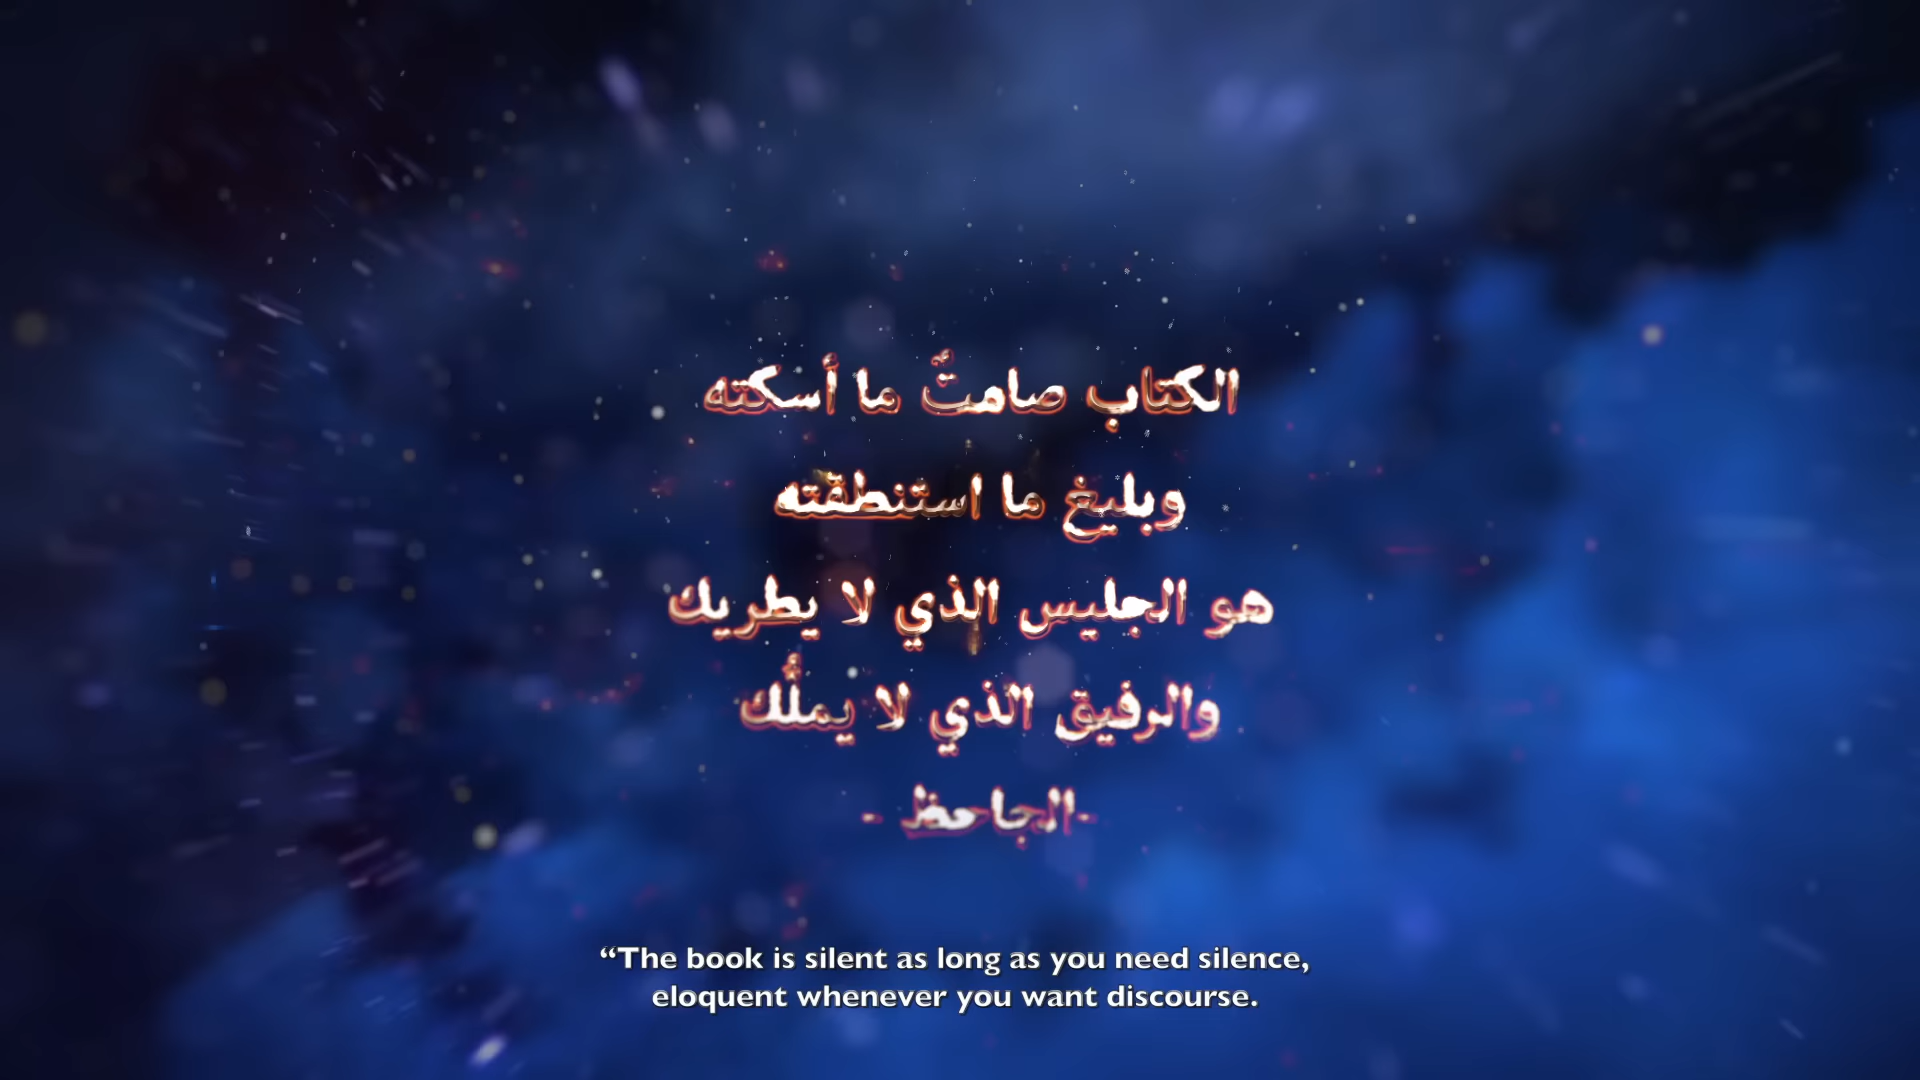 الكتاب صامتٌ ما أسكته
وبليغ ما استنطقته
هو الجليس الذي لا يطريك
والرفيق الذي لا يملُّك
-الجاحظ -
“The book is silent as long as you need silence,
eloquent whenever you want discourse.